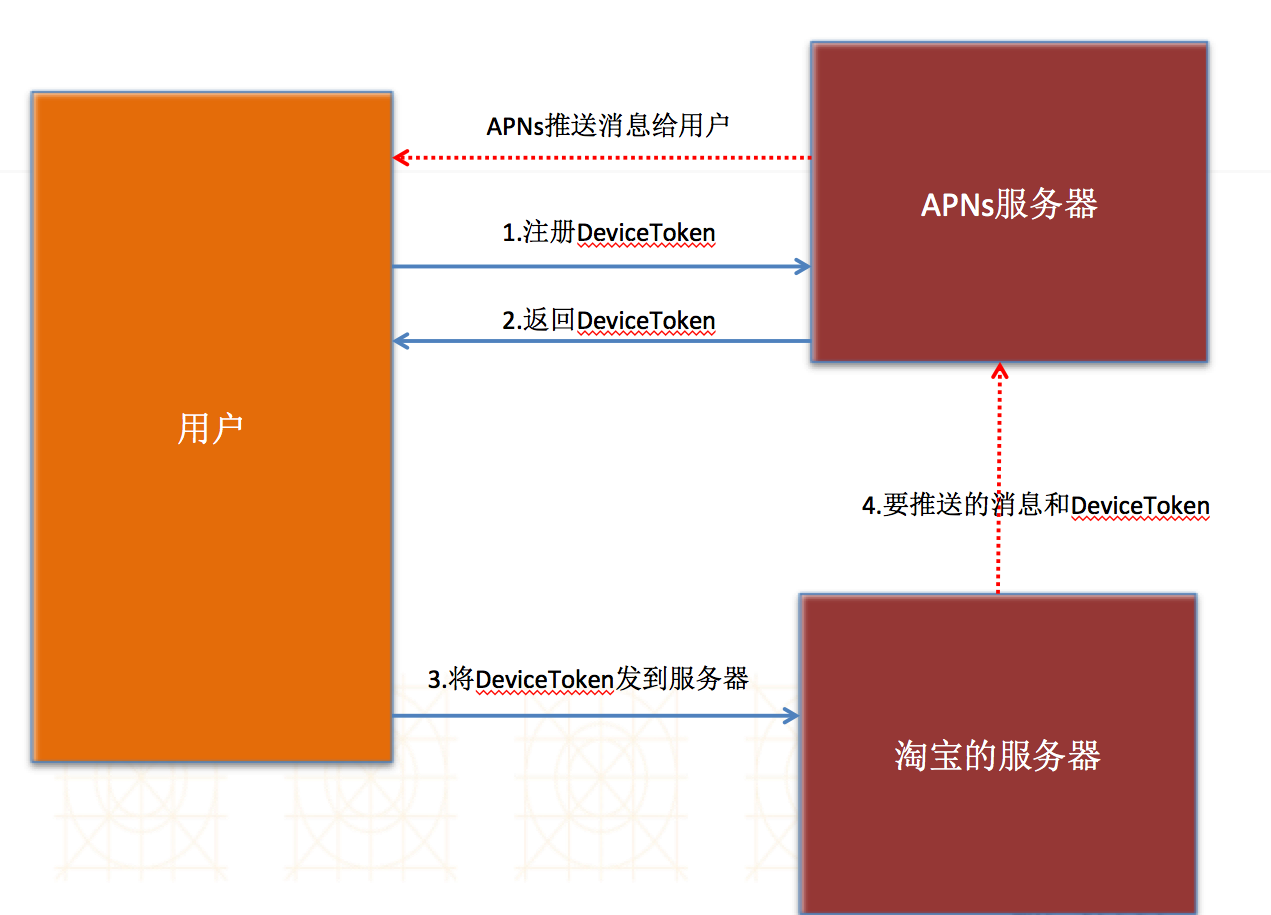 APNs推送消息给用户
APNs服务器
1.注册DeviceToken
2.返回DeviceToken
用户
4.要推送的消息和DeviceToken
3.将DeviceToken发到服务器
淘宝的服务器